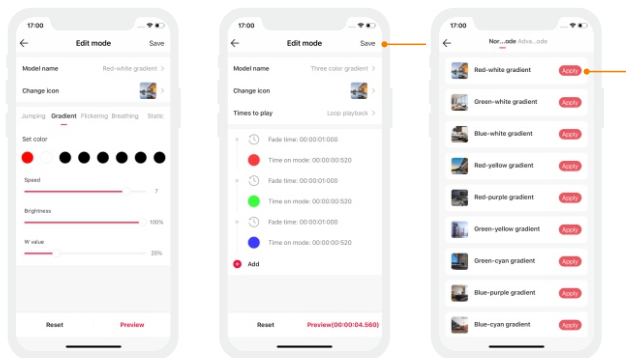 17:00
Edit mode
Save
Model name
Red-white gradient
Change icon
Jumping Gradient Flickering Breathing Static
Set color
Speed
7
Brightness
100%
W value
20%
Reset
Preview
17:00
Edit mode
Save
Model name
Three color gradient
Change icon
Times to play
Loop playback
Fade time: 00:00:01:000
Time on mode: 00:00:00:520
Fade time: 00:00:01:000
Time on mode: 00:00:00:520
Fade time: 00:00:01:000
Time on mode: 00:00:00:520
Add
Reset
Preview(00:00:04.560)
17:00
Nor...ode Adva...ode
Red-white gradient
Apply
Green-white gradient
Apply
Blue-white gradient
Apply
Red-yellow gradient
Apply
Red-purple gradient
Apply
Green-yellow gradient
Apply
Green-cyan gradient
Apply
Blue-purple gradient
Apply
Blue-cyan gradient
Apply